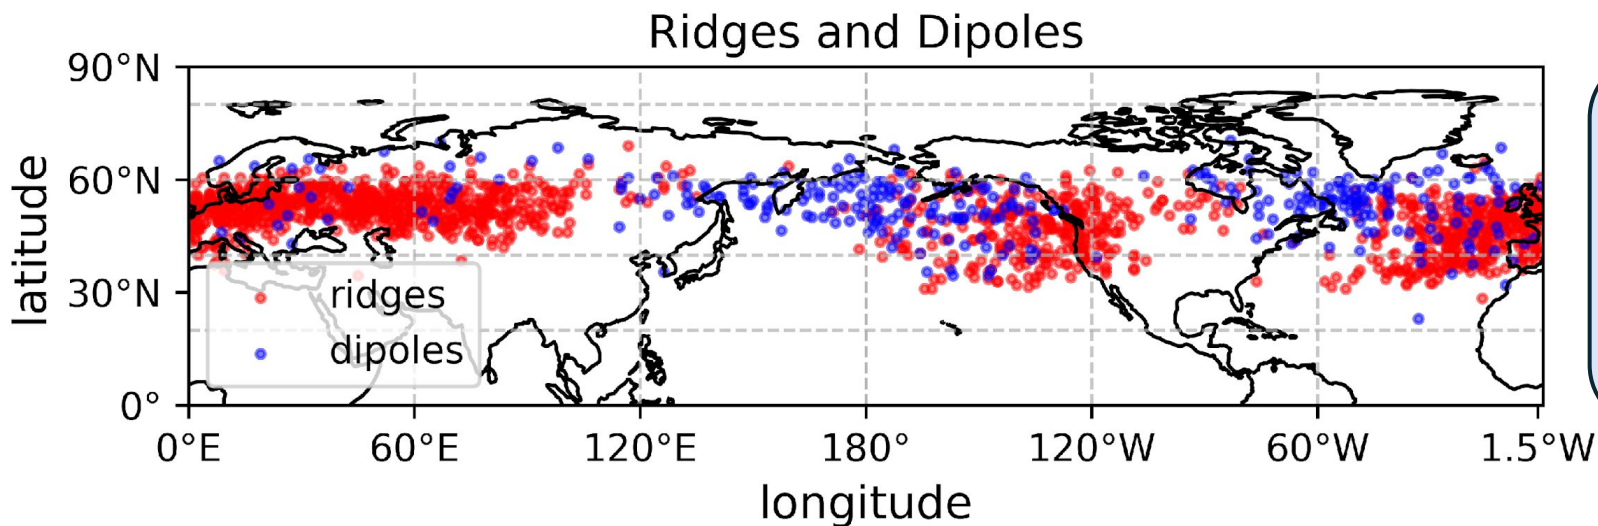 Ridges and Dipoles
90°N
60°N
30°N
0°
latitude
ridges
dipoles
0°E 60°E 120°E 180° 120°W 60°W 1.5°W
longitude